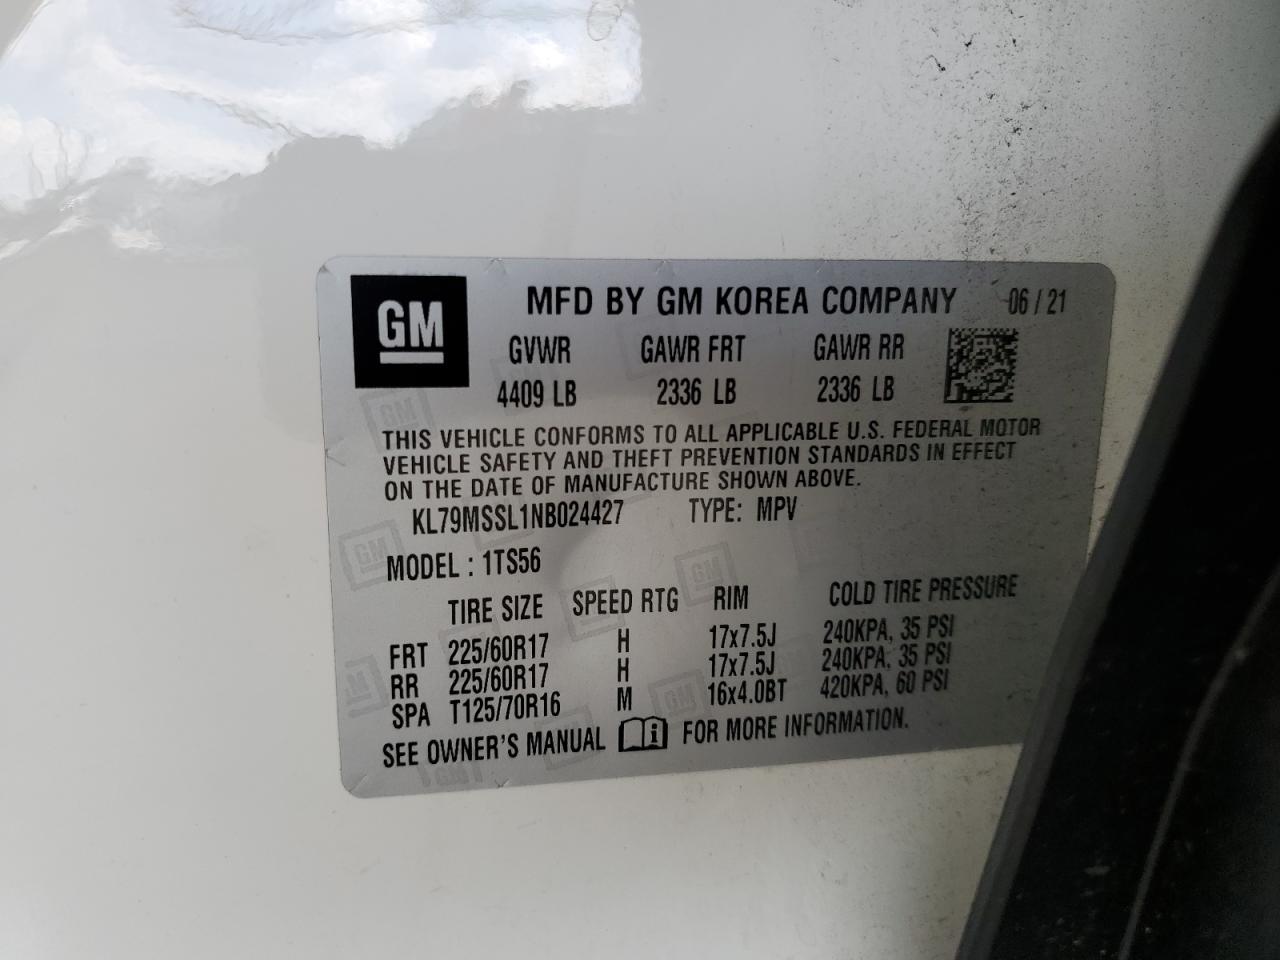 GM
MFD BY GM KOREA COMPANY 06 / 21
GVWR GAWR FRT GAWR RR
4409 LB 2336 LB 2336 LB
THIS VEHICLE CONFORMS TO ALL APPLICABLE U.S. FEDERAL MOTOR
VEHICLE SAFETY AND THEFT PREVENTION STANDARDS IN EFFECT
ON THE DATE OF MANUFACTURE SHOWN ABOVE.
KL79MSSL1NB024427 TYPE: MPV
MODEL : 1TS56
TIRE SIZE SPEED RTG RIM COLD TIRE PRESSURE
FRT 225/60R17 H 17x7.5J 240KPA, 35 PSI
RR 225/60R17 H 17x7.5J 240KPA, 35 PSI
SPA T125/70R16 M 16x4.0BT 420KPA, 60 PSI
SEE OWNER'S MANUAL i FOR MORE INFORMATION.